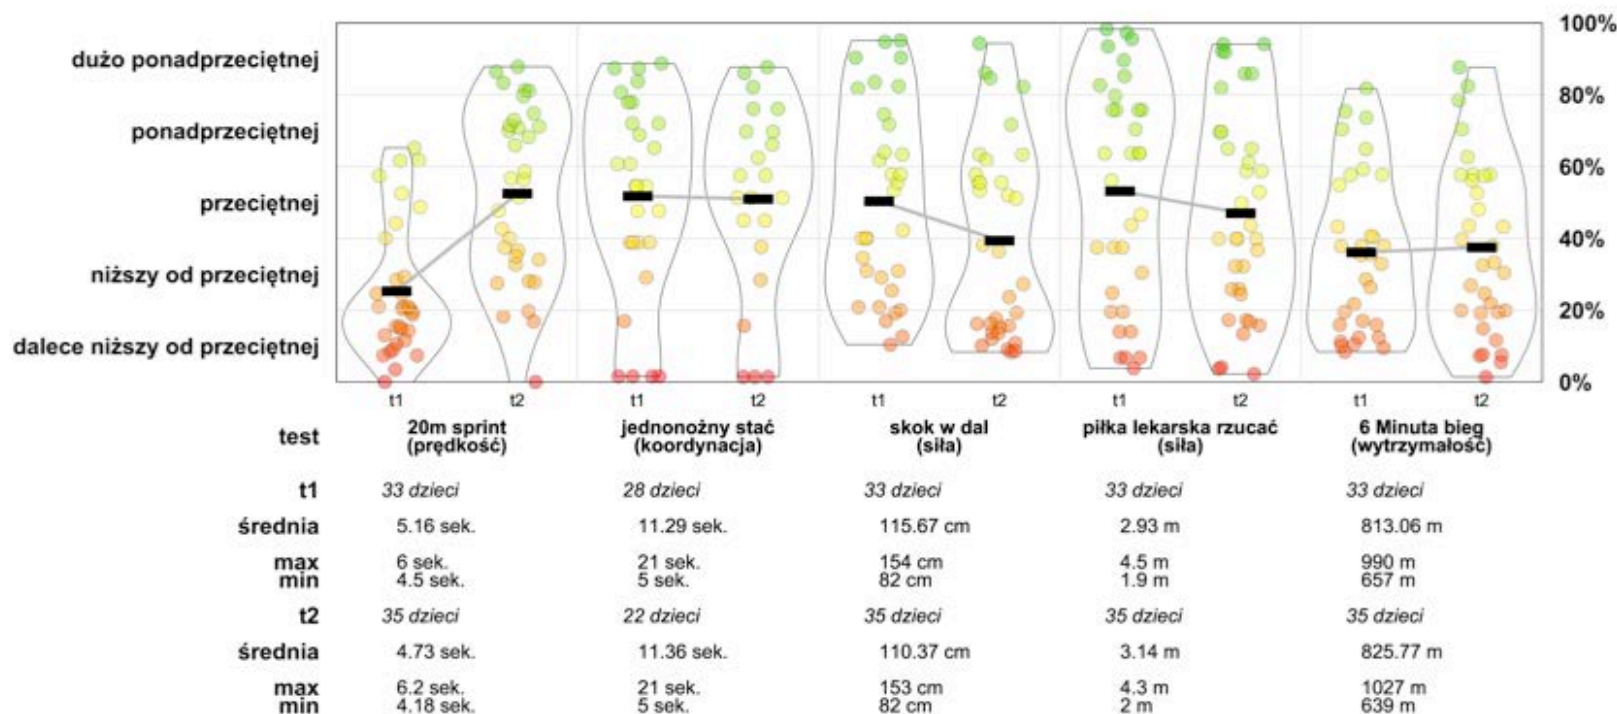 100%
dużo ponadprzeciętnej
80%
ponadprzeciętnej
60%
przeciętnej
40%
niższy od przeciętnej
20%
dalece niższy od przeciętnej
0%
t1 t2 t1 t2 t1 t2 t1 t2 t1 t2
test 20m sprint (prędkość) jednonożny stać (koordynacja) skok w dal (siła) piłka lekarska rzucać (siła) 6 Minuta bieg (wytrzymałość)
t1 33 dzieci 28 dzieci 33 dzieci 33 dzieci 33 dzieci
średnia 5.16 sek. 11.29 sek. 115.67 cm 2.93 m 813.06 m
max 6 sek. 21 sek. 154 cm 4.5 m 990 m
min 4.5 sek. 5 sek. 82 cm 1.9 m 657 m
t2 35 dzieci 22 dzieci 35 dzieci 35 dzieci 35 dzieci
średnia 4.73 sek. 11.36 sek. 110.37 cm 3.14 m 825.77 m
max 6.2 sek. 21 sek. 153 cm 4.3 m 1027 m
min 4.18 sek. 5 sek. 82 cm 2 m 639 m